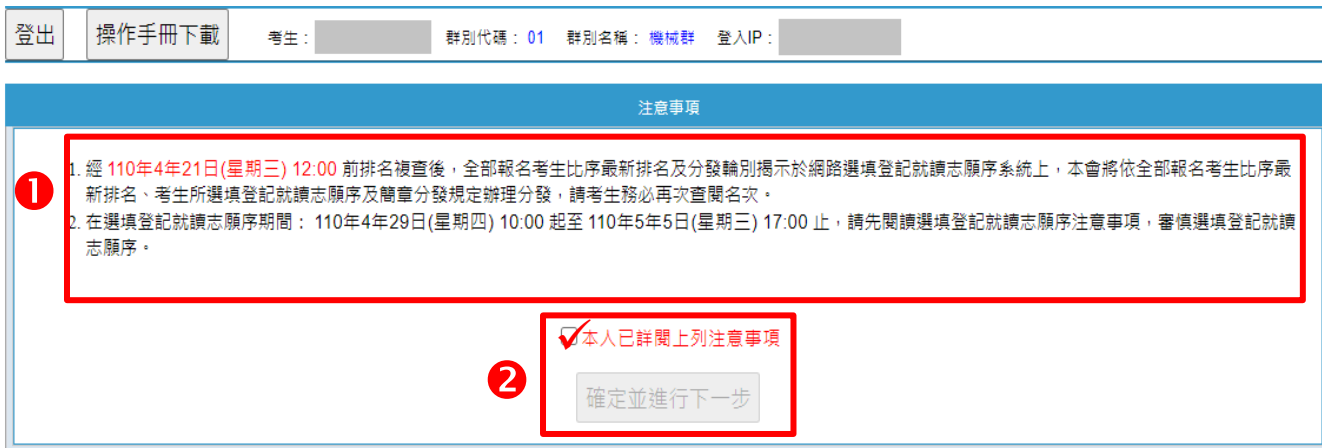 登出 操作手冊下載 考生： 群別代碼： 01 群別名稱： 機械群 登入IP：
注意事項
1. 經 110年4年21日(星期三) 12:00 前排名複查後，全部報名考生比序最新排名及分發輪別揭示於網路選填登記就讀志願序系統上，本會將依全部報名考生比序最
新排名、考生所選填登記就讀志願序及簡章分發規定辦理分發，請考生務必再次查閱名次。
2. 在選填登記就讀志願序期間： 110年4年29日(星期四) 10:00 起至 110年5年5日(星期三) 17:00 止，請先閱讀選填登記就讀志願序注意事項，審慎選填登記就讀
志願序。
1
本人已詳閱上列注意事項
2
確定並進行下一步